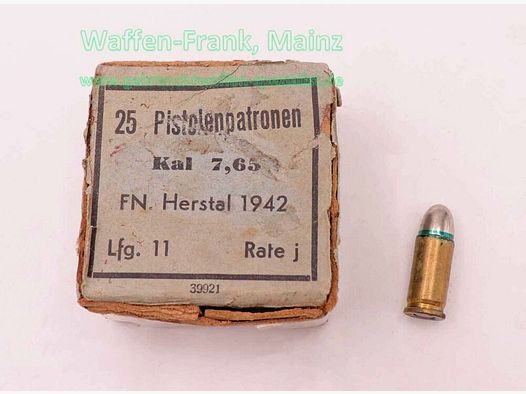 Waffen-Frank, Mainz
25 Pistolenpatronen
Kal 7,65
FN. Herstal 1942
Lfg. 11 Rate j
39921